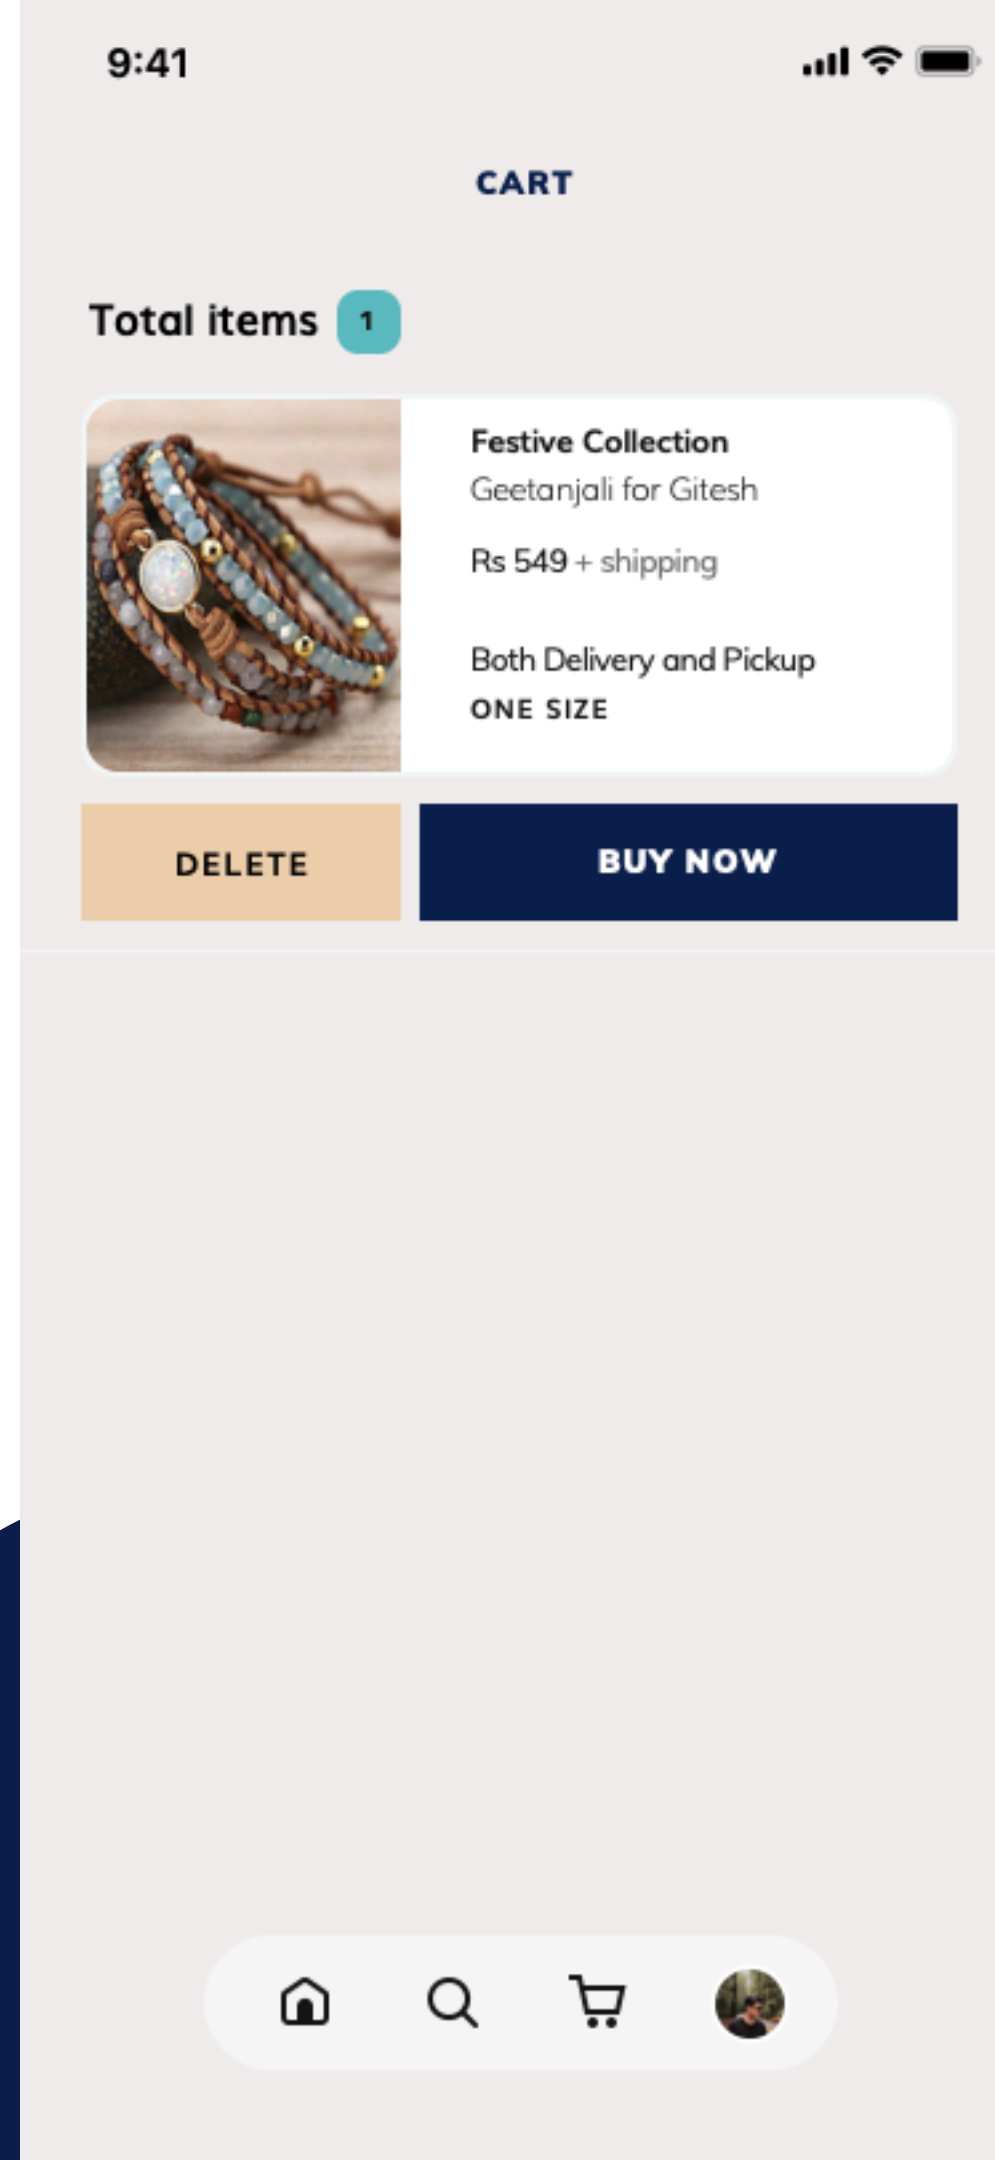 9:41
CART
Total items 1
Festive Collection
Geetanjali for Gitesh
Rs 549 + shipping
Both Delivery and Pickup
ONE SIZE
DELETE
BUY NOW